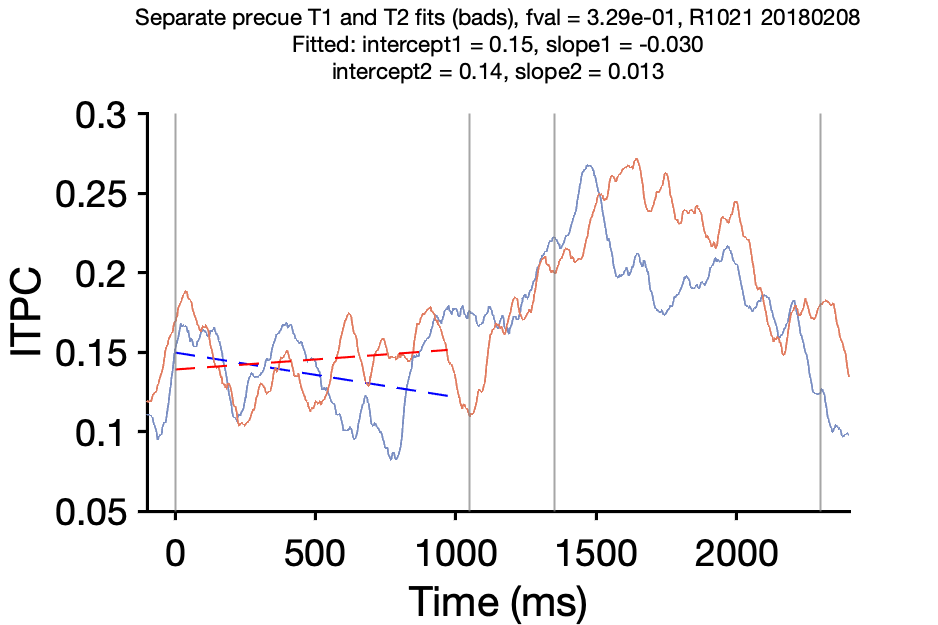 Separate precue T1 and T2 fits (bads), fval = 3.29e-01, R1021 20180208
Fitted: intercept1 = 0.15, slope1 = -0.030
intercept2 = 0.14, slope2 = 0.013
0.3
0.25
0.2
0.15
0.1
0.05
ITPC
0 500 1000 1500 2000
Time (ms)